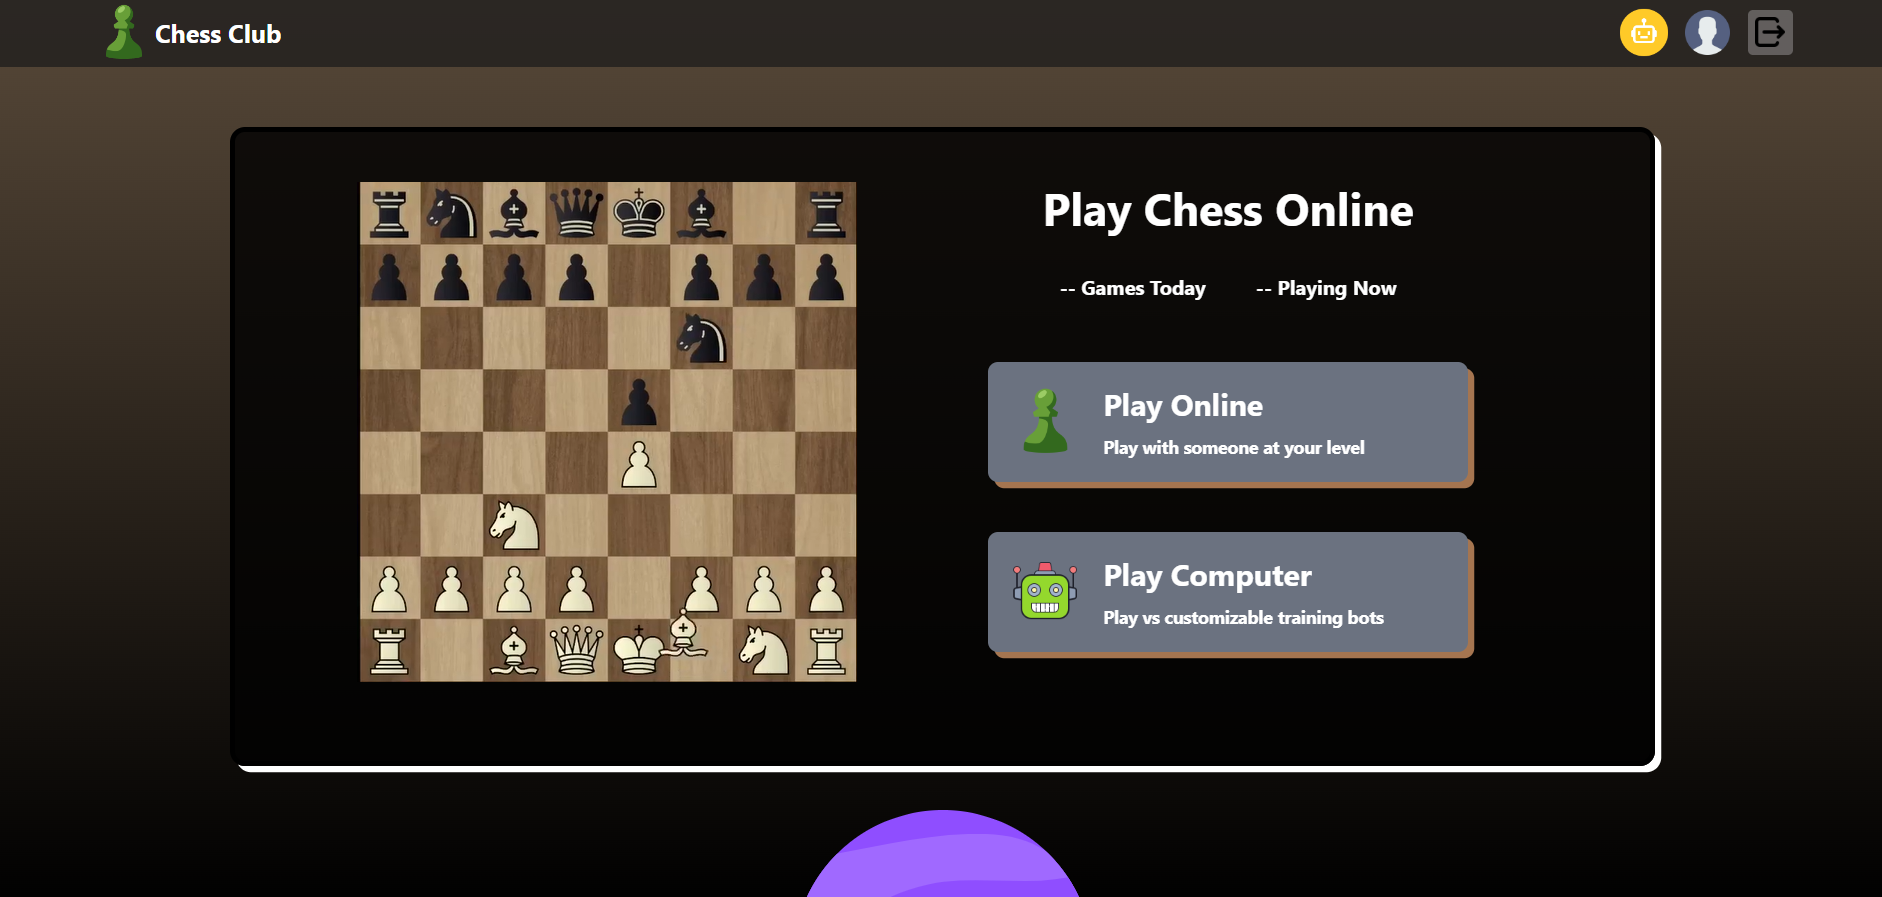 Chess Club
Play Chess Online
-- Games Today
-- Playing Now
Play Online
Play with someone at your level
Play Computer
Play vs customizable training bots